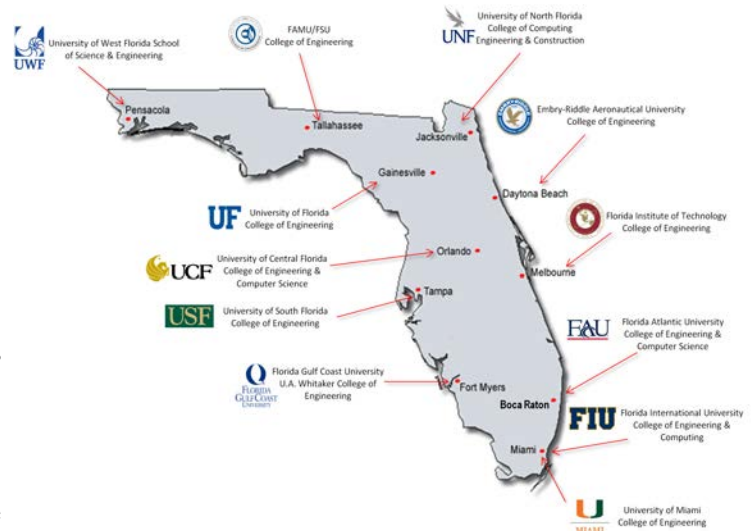 UWF
University of West Florida School
of Science & Engineering
FAMU/FSU
College of Engineering
UNF
University of North Florida
College of Computing
Engineering & Construction
Embry-Riddle Aeronautical University
College of Engineering
Pensacola
Tallahassee
Jacksonville
Gainesville
Daytona Beach
UF
University of Florida
College of Engineering
Florida Institute of Technology
College of Engineering
UCF
University of Central Florida
College of Engineering &
Computer Science
Orlando
Melbourne
USF
University of South Florida
College of Engineering
Tampa
FAU
Florida Atlantic University
College of Engineering &
Computer Science
FLORIDA
GULF COAST
UNIVERSITY
Florida Gulf Coast University
U.A. Whitaker College of
Engineering
Fort Myers
Boca Raton
FIU
Florida International University
College of Engineering &
Computing
Miami
U
MIAMI
University of Miami
College of Engineering